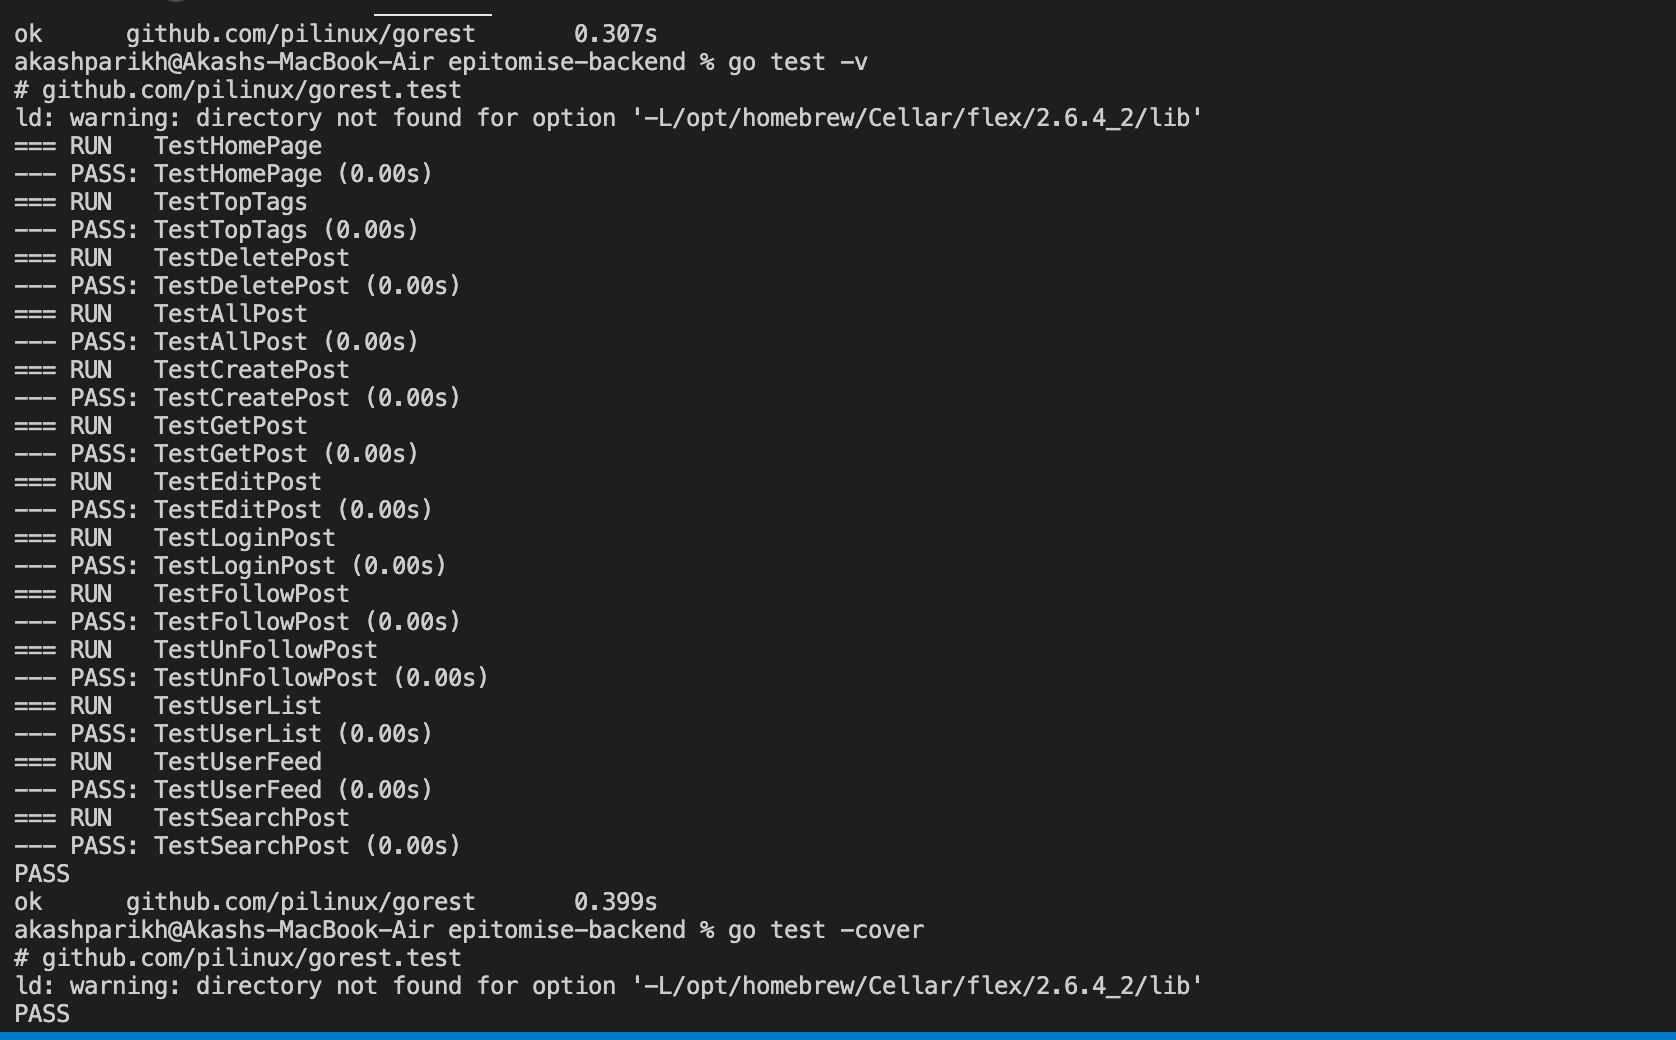 ok      github.com/pilinux/gorest       0.307s
akashparikh@Akashs-MacBook-Air epitomise-backend % go test -v
# github.com/pilinux/gorest.test
ld: warning: directory not found for option '-L/opt/homebrew/Cellar/flex/2.6.4_2/lib'
=== RUN   TestHomePage
--- PASS: TestHomePage (0.00s)
=== RUN   TestTopTags
--- PASS: TestTopTags (0.00s)
=== RUN   TestDeletePost
--- PASS: TestDeletePost (0.00s)
=== RUN   TestAllPost
--- PASS: TestAllPost (0.00s)
=== RUN   TestCreatePost
--- PASS: TestCreatePost (0.00s)
=== RUN   TestGetPost
--- PASS: TestGetPost (0.00s)
=== RUN   TestEditPost
--- PASS: TestEditPost (0.00s)
=== RUN   TestLoginPost
--- PASS: TestLoginPost (0.00s)
=== RUN   TestFollowPost
--- PASS: TestFollowPost (0.00s)
=== RUN   TestUnFollowPost
--- PASS: TestUnFollowPost (0.00s)
=== RUN   TestUserList
--- PASS: TestUserList (0.00s)
=== RUN   TestUserFeed
--- PASS: TestUserFeed (0.00s)
=== RUN   TestSearchPost
--- PASS: TestSearchPost (0.00s)
PASS
ok      github.com/pilinux/gorest       0.399s
akashparikh@Akashs-MacBook-Air epitomise-backend % go test -cover
# github.com/pilinux/gorest.test
ld: warning: directory not found for option '-L/opt/homebrew/Cellar/flex/2.6.4_2/lib'
PASS